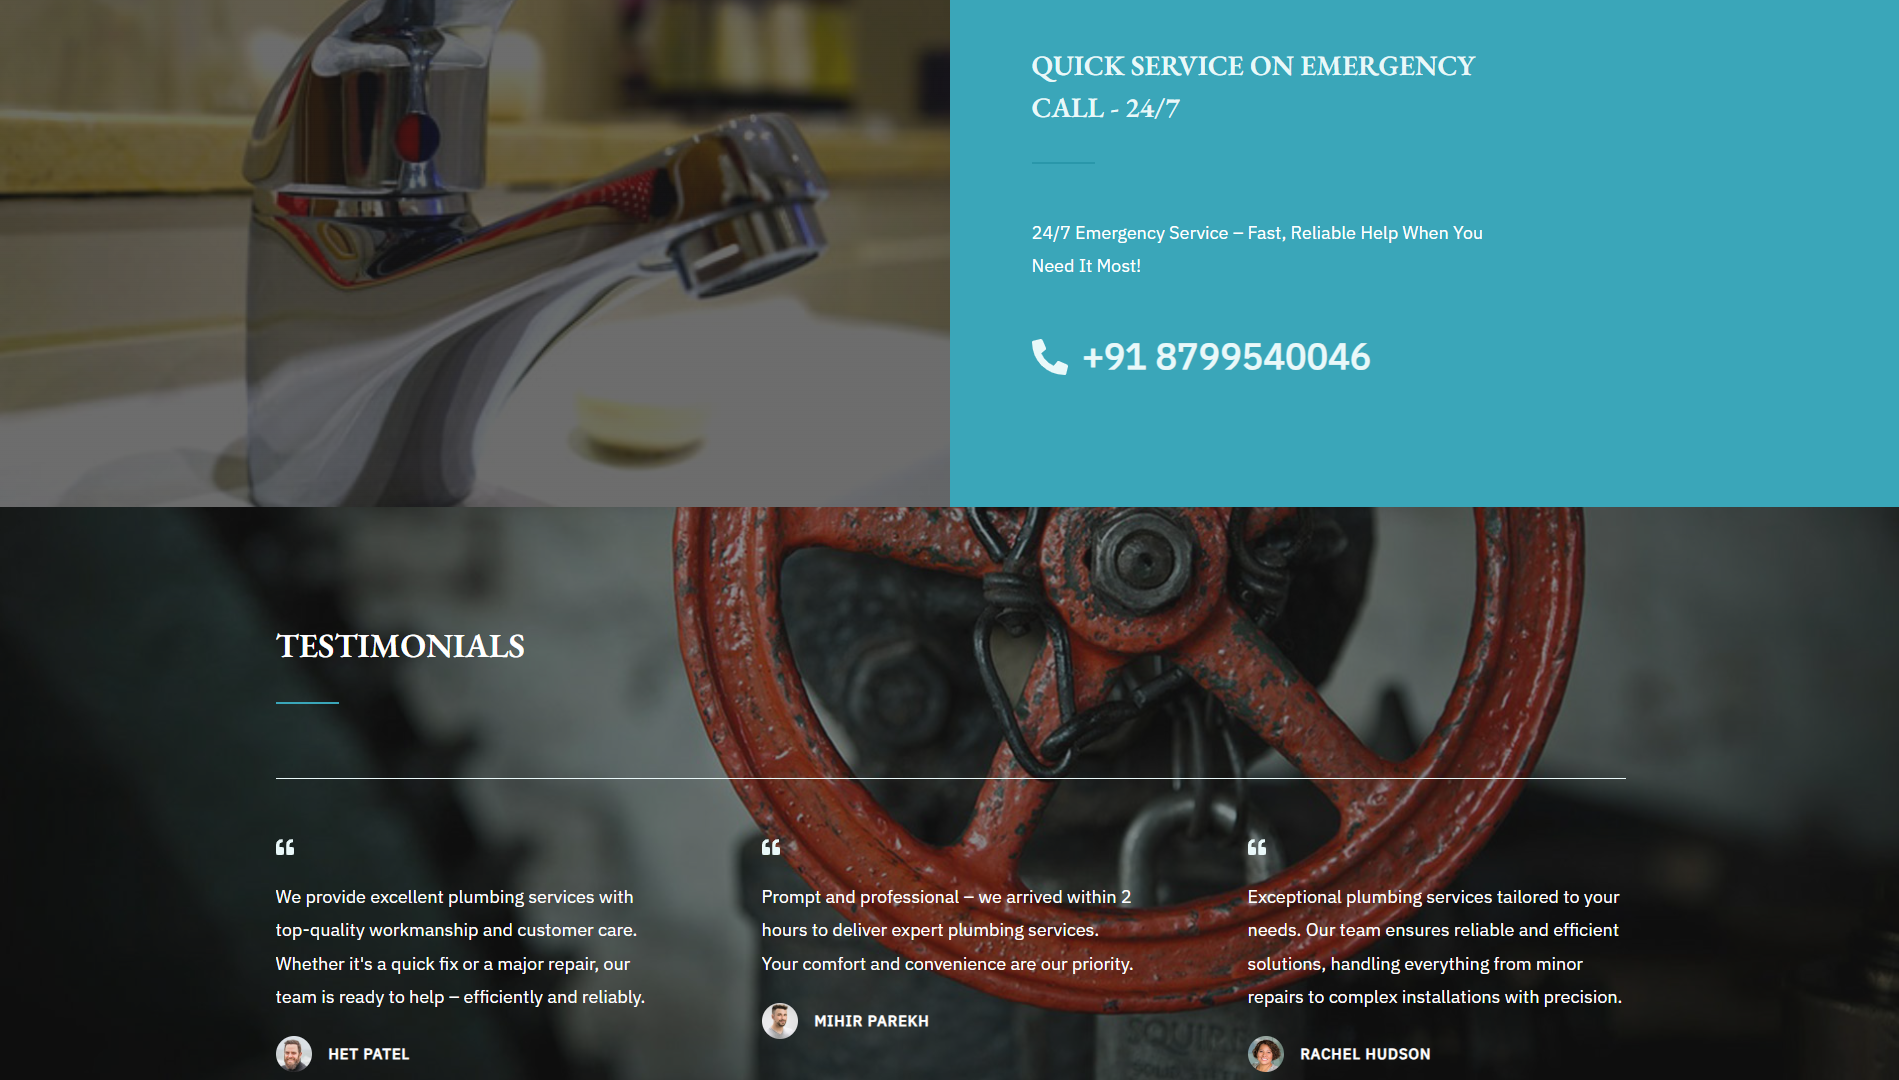 QUICK SERVICE ON EMERGENCY
CALL - 24/7
24/7 Emergency Service – Fast, Reliable Help When You
Need It Most!
+91 8799540046
TESTIMONIALS
We provide excellent plumbing services with
top-quality workmanship and customer care.
Whether it's a quick fix or a major repair, our
team is ready to help – efficiently and reliably.
HET PATEL
Prompt and professional – we arrived within 2
hours to deliver expert plumbing services.
Your comfort and convenience are our priority.
MIHIR PAREKH
Exceptional plumbing services tailored to your
needs. Our team ensures reliable and efficient
solutions, handling everything from minor
repairs to complex installations with precision.
RACHEL HUDSON